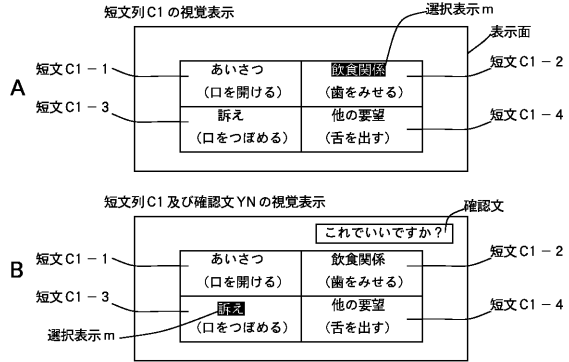 短文列C1の視覚表示
選択表示m
表示面
A
短文C1－1
あいさつ
（口を開ける）
飲食関係
（歯をみせる）
短文C1－2
短文C1－3
訴え
（口をつぼめる）
他の要望
（舌を出す）
短文C1－4
短文列C1及び確認文YNの視覚表示
確認文
これでいいですか？
B
短文C1－1
あいさつ
（口を開ける）
飲食関係
（歯をみせる）
短文C1－2
短文C1－3
訴え
（口をつぼめる）
他の要望
（舌を出す）
短文C1－4
選択表示m